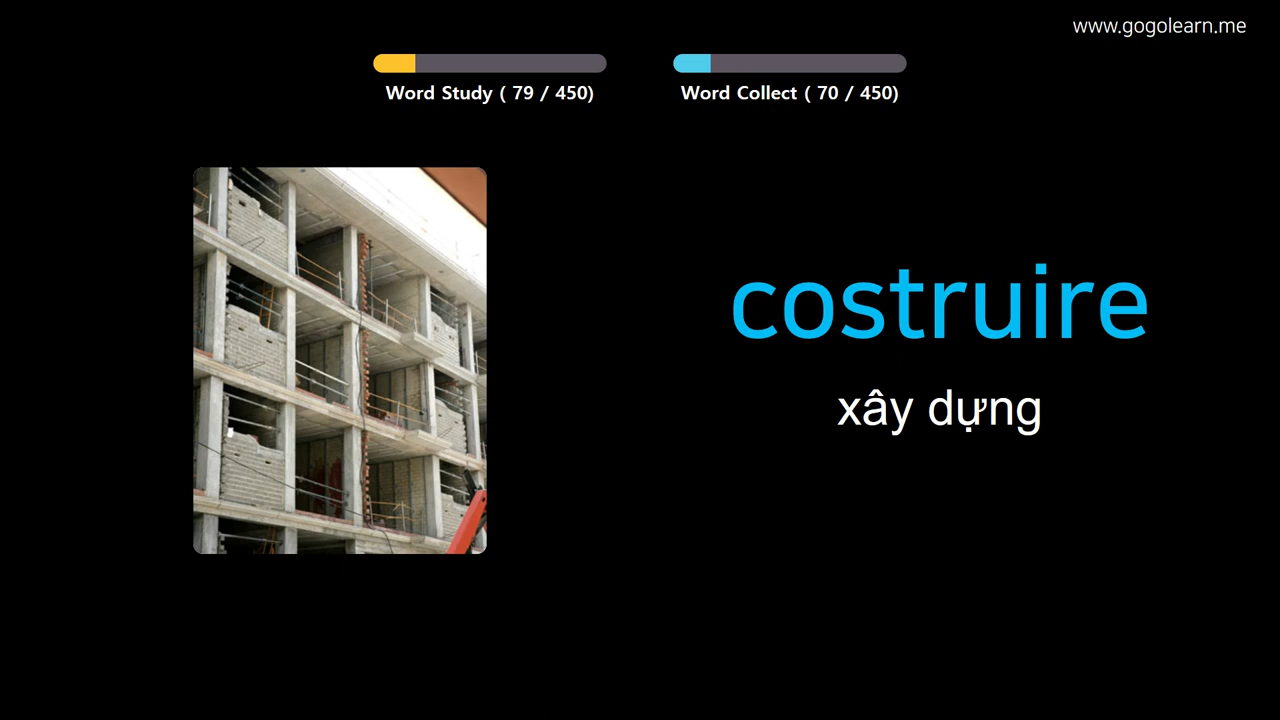 www.gogolearn.me
Word Study ( 79 / 450)
Word Collect ( 70 / 450)
costruire
xây dựng